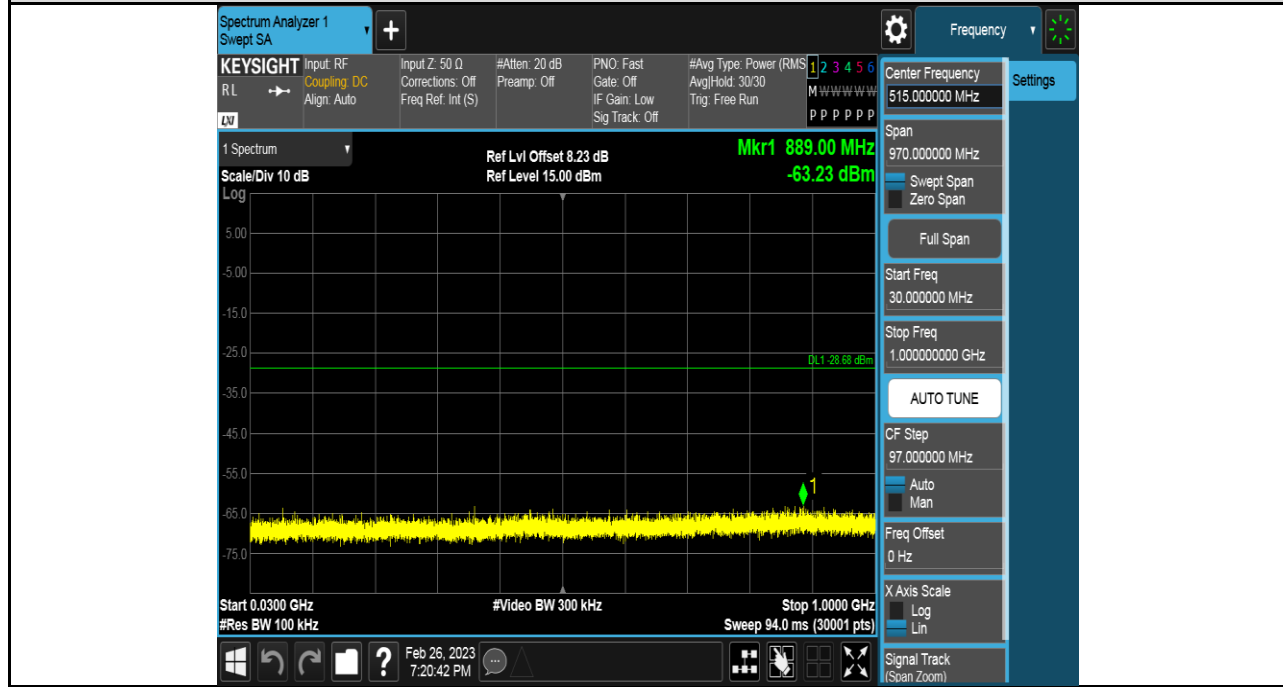 Spectrum Analyzer 1
Swept SA
+
Frequency
KEYSIGHT
RL
LXI
Input: RF
Coupling: DC
Align: Auto
Input Z: 50 Ω
Corrections: Off
Freq Ref: Int (S)
#Atten: 20 dB
Preamp: Off
PNO: Fast
Gate: Off
IF Gain: Low
Sig Track: Off
#Avg Type: Power (RMS
Avg|Hold: 30/30
Trig: Free Run
1 2 3 4 5 6
M W W W W W
P P P P P P
1 Spectrum
Scale/Div 10 dB
Log
Ref Lvl Offset 8.23 dB
Ref Level 15.00 dBm
Mkr1 889.00 MHz
-63.23 dBm
5.00
-5.00
-15.0
-25.0
DL1 -28.68 dBm
-35.0
-45.0
-55.0
1
-65.0
-75.0
Start 0.0300 GHz
#Res BW 100 kHz
#Video BW 300 kHz
Stop 1.0000 GHz
Sweep 94.0 ms (30001 pts)
?
Feb 26, 2023
7:20:42 PM
Center Frequency
515.000000 MHz
Settings
Span
970.000000 MHz
Swept Span
Zero Span
Full Span
Start Freq
30.000000 MHz
Stop Freq
1.000000000 GHz
AUTO TUNE
CF Step
97.000000 MHz
Auto
Man
Freq Offset
0 Hz
X Axis Scale
Log
Lin
Signal Track
(Span Zoom)